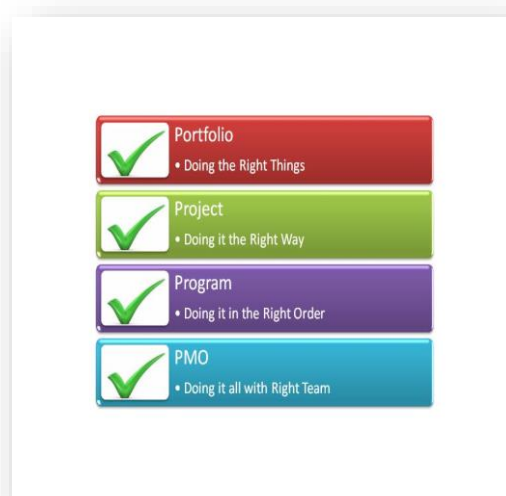 Portfolio
• Doing the Right Things
Project
• Doing it the Right Way
Program
• Doing it in the Right Order
PMO
• Doing it all with Right Team